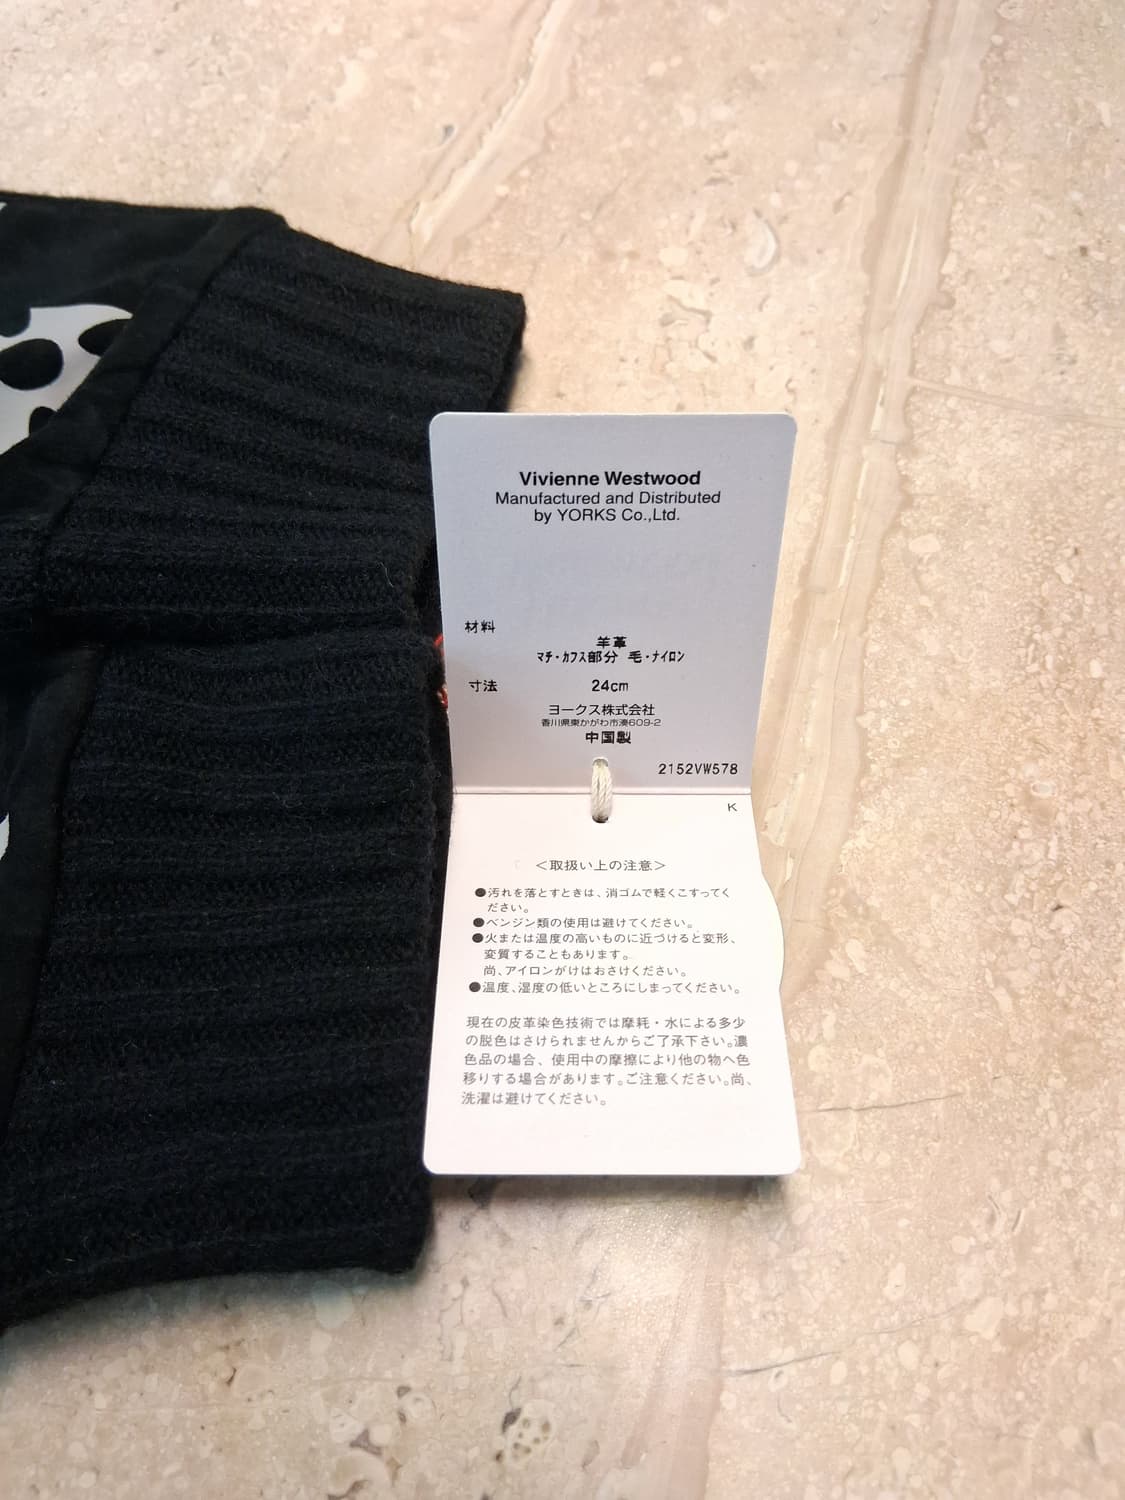 Vivienne Westwood
Manufactured and Distributed
by YORKS Co.,Ltd.
材料
羊革
マチ・カフス部分 毛・ナイロン
寸法 24cm
ヨークス株式会社
香川県東かがわ市湊609-2
中国製
2152VW578
K
＜取扱い上の注意＞
●汚れを落とすときは、消ゴムで軽くこすってく
ださい。
●ベンジン類の使用は避けてください。
●火または温度の高いものに近づけると変形、
変質することもあります。
尚、アイロンがけはおさけください。
●温度、湿度の低いところにしまってください。
現在の皮革染色技術では摩耗・水による多少
の脱色はさけられませんからご了承下さい。濃
色品の場合、使用中の摩擦により他の物へ色
移りする場合があります。ご注意ください。尚、
洗濯は避けてください。